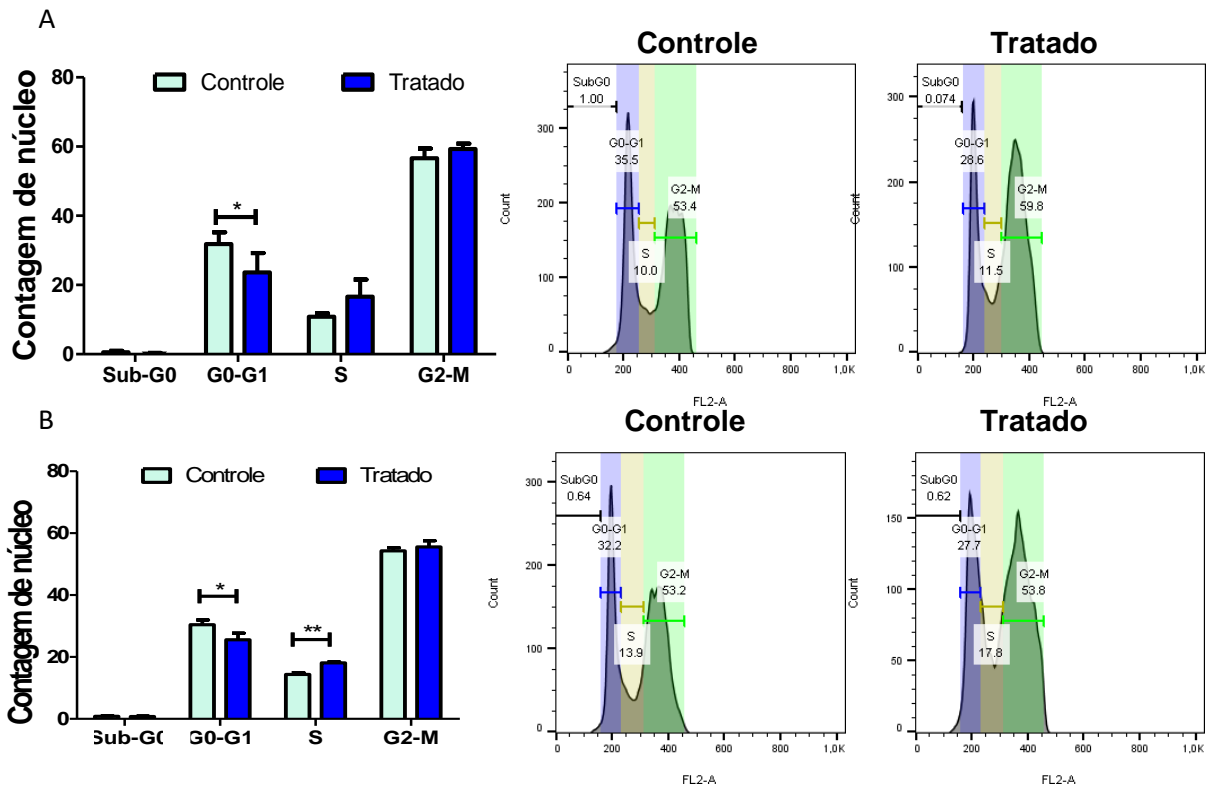 A
Controle
Tratado
Contagem de núcleo
80
60
40
20
0
Controle
Tratado
*
Sub-G0
G0-G1
S
G2-M
SubG0
1.00
G0-G1
35.5
G2-M
53.4
S
10.0
Count
300
200
100
0
0 200 400 600 800 1,0K
FL2-A
SubG0
0.074
G0-G1
28.6
G2-M
59.8
S
11.5
Count
300
200
100
0
0 200 400 600 800 1,0K
FL2-A
B
Controle
Tratado
Contagem de núcleo
80
60
40
20
0
Controle
Tratado
*
**
Sub-G0
G0-G1
S
G2-M
SubG0
0.64
G0-G1
32.2
G2-M
53.2
S
13.9
Count
300
200
100
0
0 200 400 600 800 1,0K
FL2-A
SubG0
0.62
G0-G1
27.7
G2-M
53.8
S
17.8
Count
150
100
50
0
0 200 400 600 800 1,0K
FL2-A